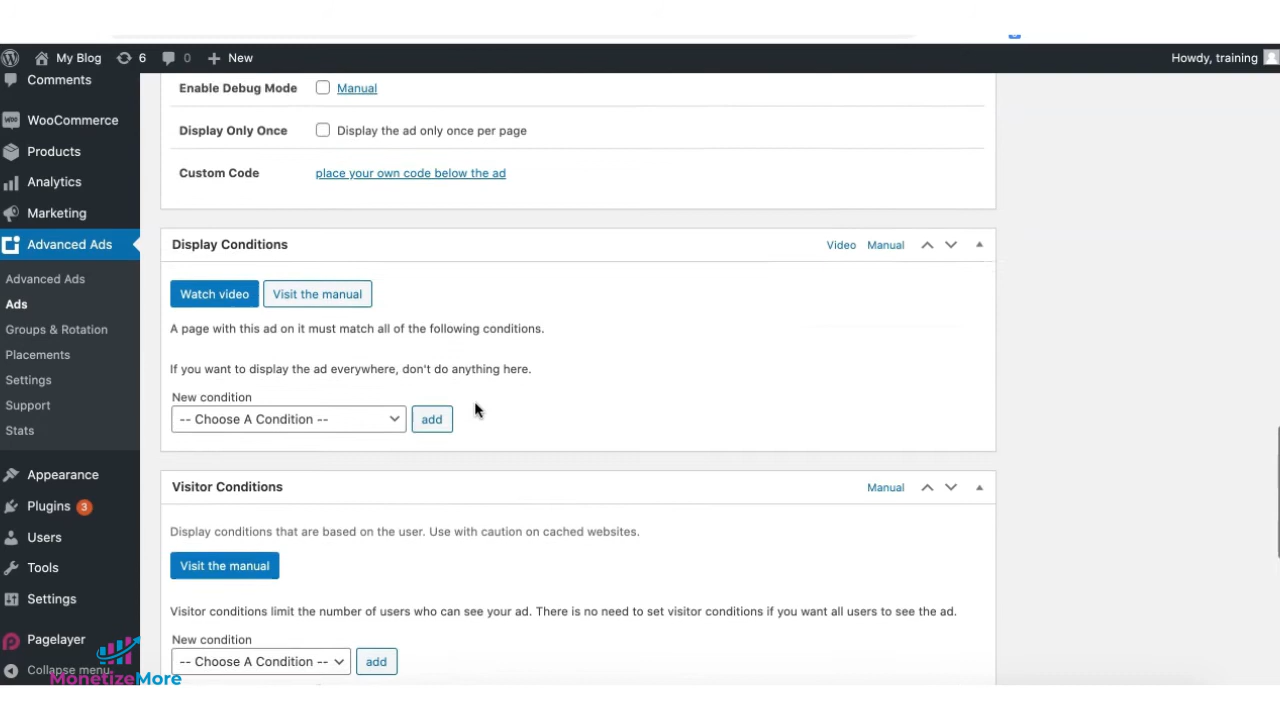 My Blog 6 0 New Howdy, training
Comments
WooCommerce
Products
Analytics
Marketing
Advanced Ads
Advanced Ads
Ads
Groups & Rotation
Placements
Settings
Support
Stats
Appearance
Plugins 3
Users
Tools
Settings
Pagelayer
Collapse menu
MonetizeMore
Enable Debug Mode Manual
Display Only Once Display the ad only once per page
Custom Code place your own code below the ad
Display Conditions Video Manual
Watch video Visit the manual
A page with this ad on it must match all of the following conditions.
If you want to display the ad everywhere, don't do anything here.
New condition
-- Choose A Condition -- add
Visitor Conditions Manual
Display conditions that are based on the user. Use with caution on cached websites.
Visit the manual
Visitor conditions limit the number of users who can see your ad. There is no need to set visitor conditions if you want all users to see the ad.
New condition
-- Choose A Condition -- add